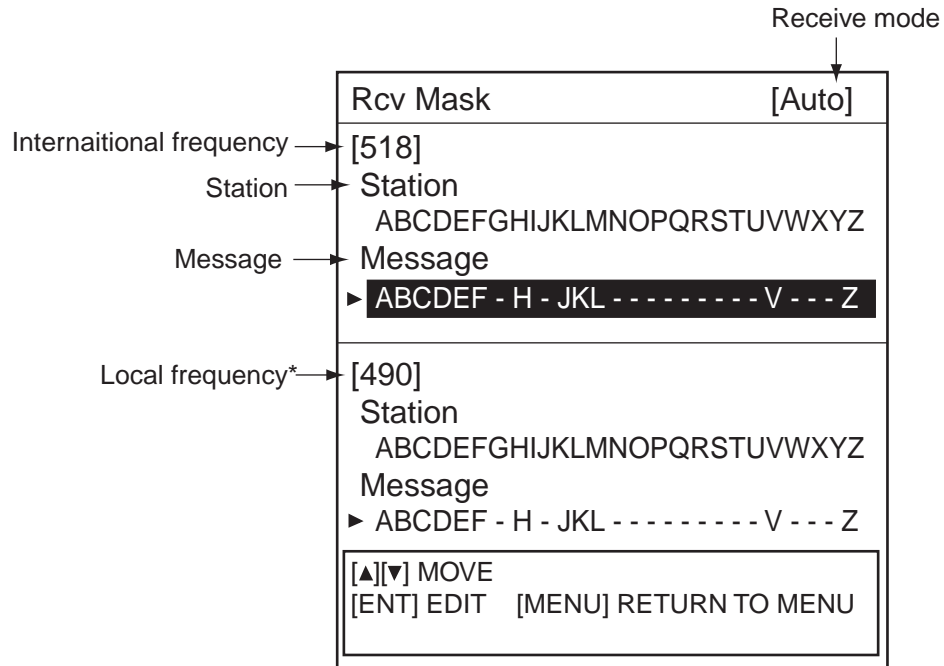 Receive mode
Rcv Mask [Auto]
Internaitional frequency [518]
Station Station
ABCDEFGHIJKLMNOPQRSTUVWXYZ
Message Message
► ABCDEF - H - JKL - - - - - - - - - V - - - Z
Local frequency* [490]
Station
ABCDEFGHIJKLMNOPQRSTUVWXYZ
Message
► ABCDEF - H - JKL - - - - - - - - - V - - - Z
[▲][▼] MOVE
[ENT] EDIT [MENU] RETURN TO MENU